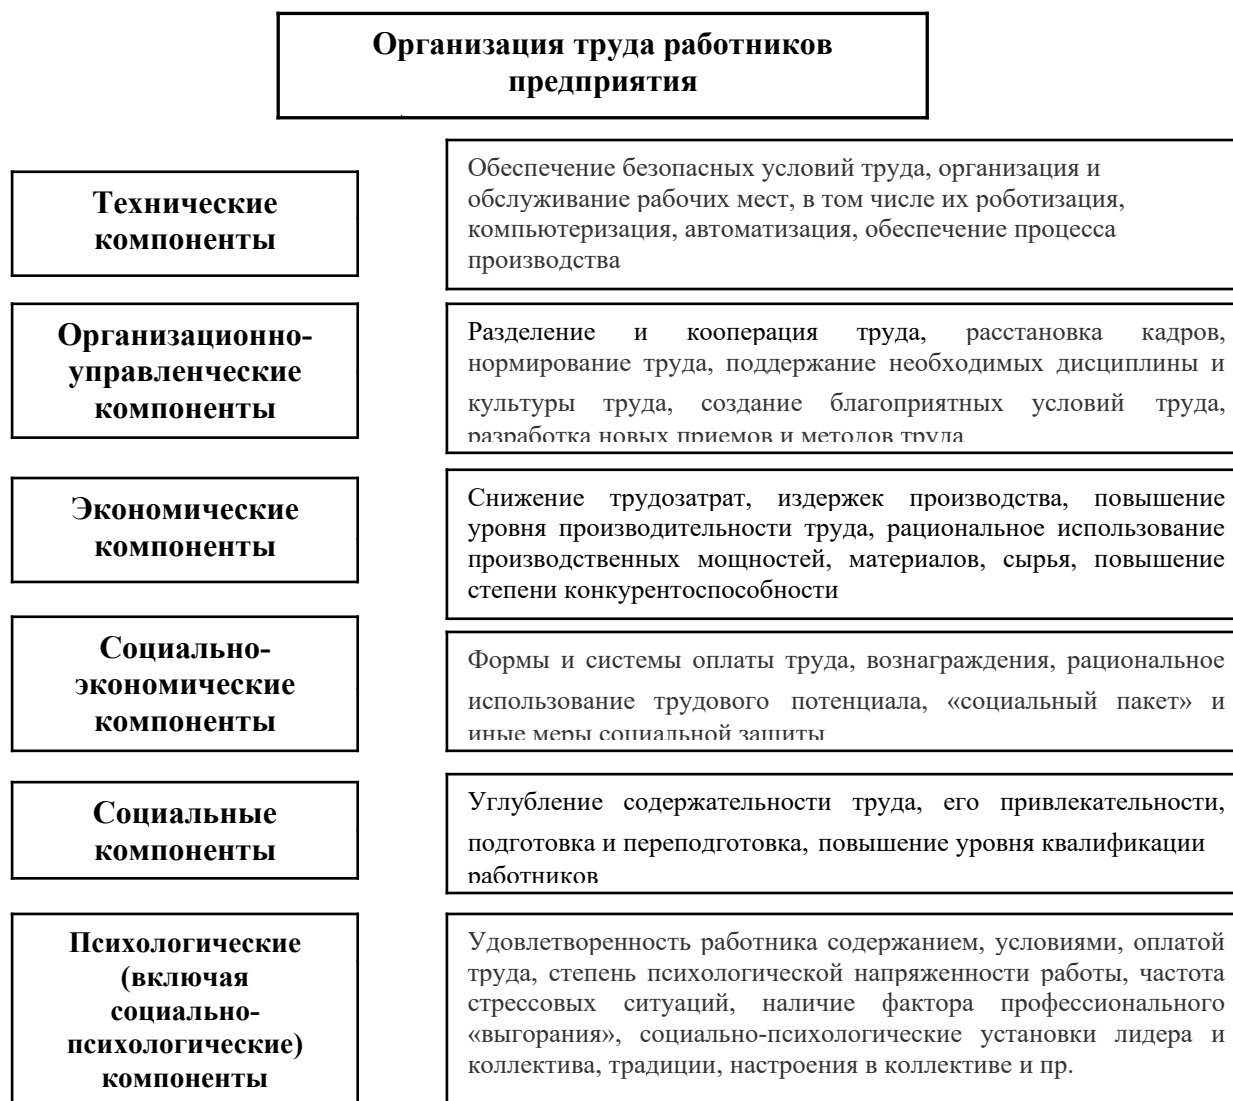 Организация труда работников
предприятия
Технические
компоненты
Обеспечение безопасных условий труда, организация и
обслуживание рабочих мест, в том числе их роботизация,
компьютеризация, автоматизация, обеспечение процесса
производства
Организационно-
управленческие
компоненты
Разделение и кооперация труда, расстановка кадров,
нормирование труда, поддержание необходимых дисциплины и
культуры труда, создание благоприятных условий труда,
разработка новых приемов и методов труда
Экономические
компоненты
Снижение трудозатрат, издержек производства, повышение
уровня производительности труда, рациональное использование
производственных мощностей, материалов, сырья, повышение
степени конкурентоспособности
Социально-
экономические
компоненты
Формы и системы оплаты труда, вознаграждения, рациональное
использование трудового потенциала, «социальный пакет» и
иные меры социальной защиты
Социальные
компоненты
Углубление содержательности труда, его привлекательности,
подготовка и переподготовка, повышение уровня квалификации
работников
Психологические
(включая
социально-
психологические)
компоненты
Удовлетворенность работника содержанием, условиями, оплатой
труда, степень психологической напряженности работы, частота
стрессовых ситуаций, наличие фактора профессионального
«выгорания», социально-психологические установки лидера и
коллектива, традиции, настроения в коллективе и пр.